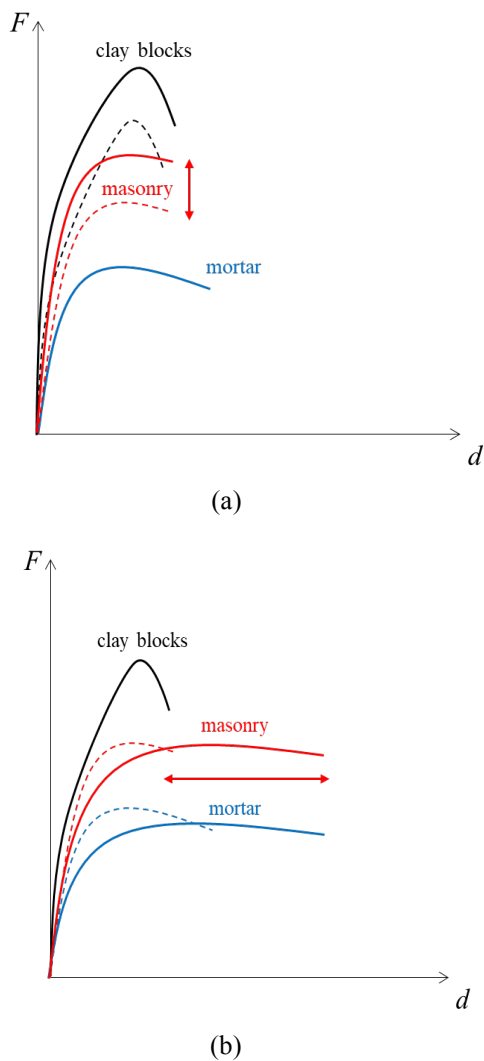 F
clay blocks
masonry
mortar
d
(a)
F
clay blocks
masonry
mortar
d
(b)